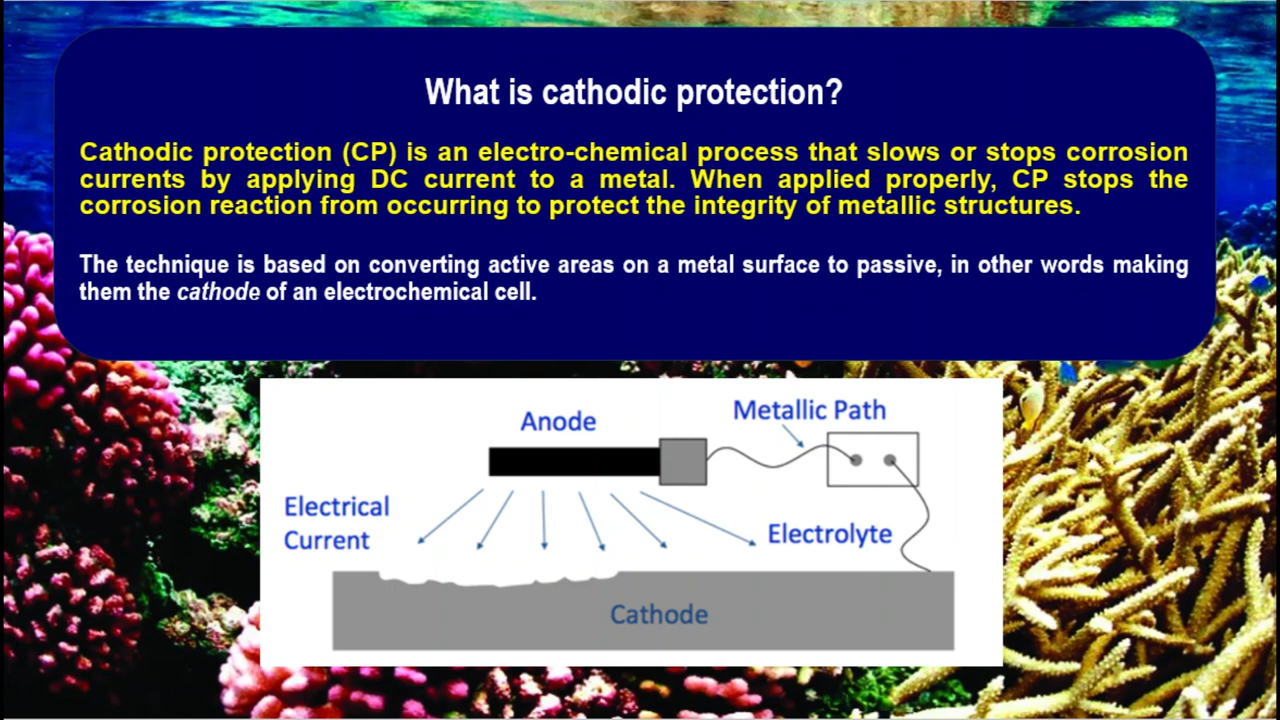 What is cathodic protection?
Cathodic protection (CP) is an electro-chemical process that slows or stops corrosion
currents by applying DC current to a metal. When applied properly, CP stops the
corrosion reaction from occurring to protect the integrity of metallic structures.
The technique is based on converting active areas on a metal surface to passive, in other words making
them the cathode of an electrochemical cell.
Metallic Path
Anode
Electrical
Current
Electrolyte
Cathode